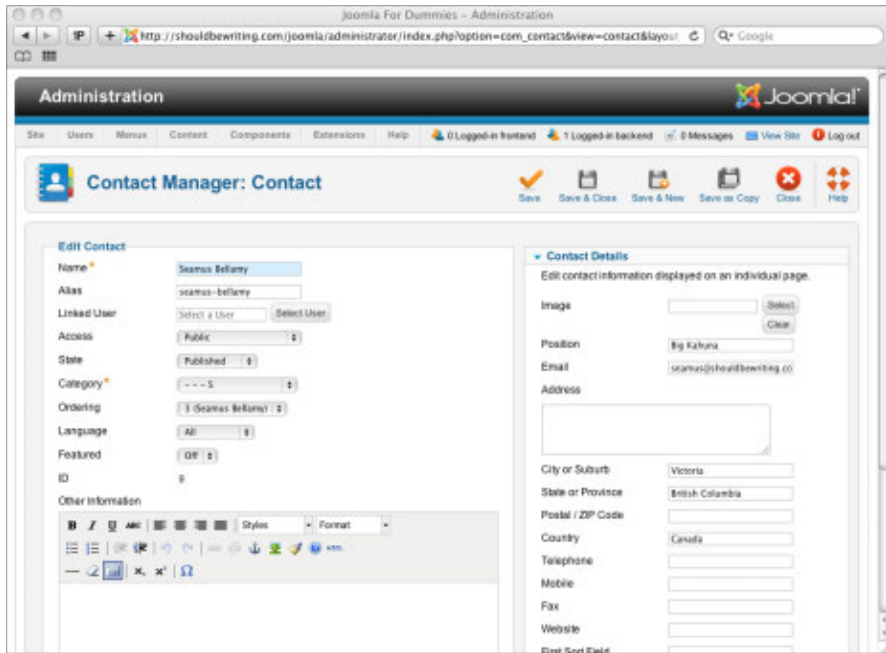 Joomla For Dummies – Administration
http://shouldbewriting.com/joomla/administrator/index.php?option=com_contact&view=contact&layout
Google
Administration
Joomla!
Site Users Menus Content Components Extensions Help 0 Logged-in frontend 1 Logged-in backend 0 Messages View Site Log out
Contact Manager: Contact
Save Save & Close Save & New Save as Copy Close Help
Edit Contact
Name * Seamus Bellamy
Alias seamus-bellamy
Linked User Select a User Select User
Access Public
State Published
Category * - - - S
Ordering 3 (Seamus Bellamy)
Language All
Featured Off
ID
Other Information
B I U ABC Styles Format
HTML
Contact Details
Edit contact information displayed on an individual page.
Image Select
Clear
Position Big Kahuna
Email seamus@shouldbewriting.co
Address
City or Suburb Victoria
State or Province British Columbia
Postal / ZIP Code
Country Canada
Telephone
Mobile
Fax
Website
First Sort Field